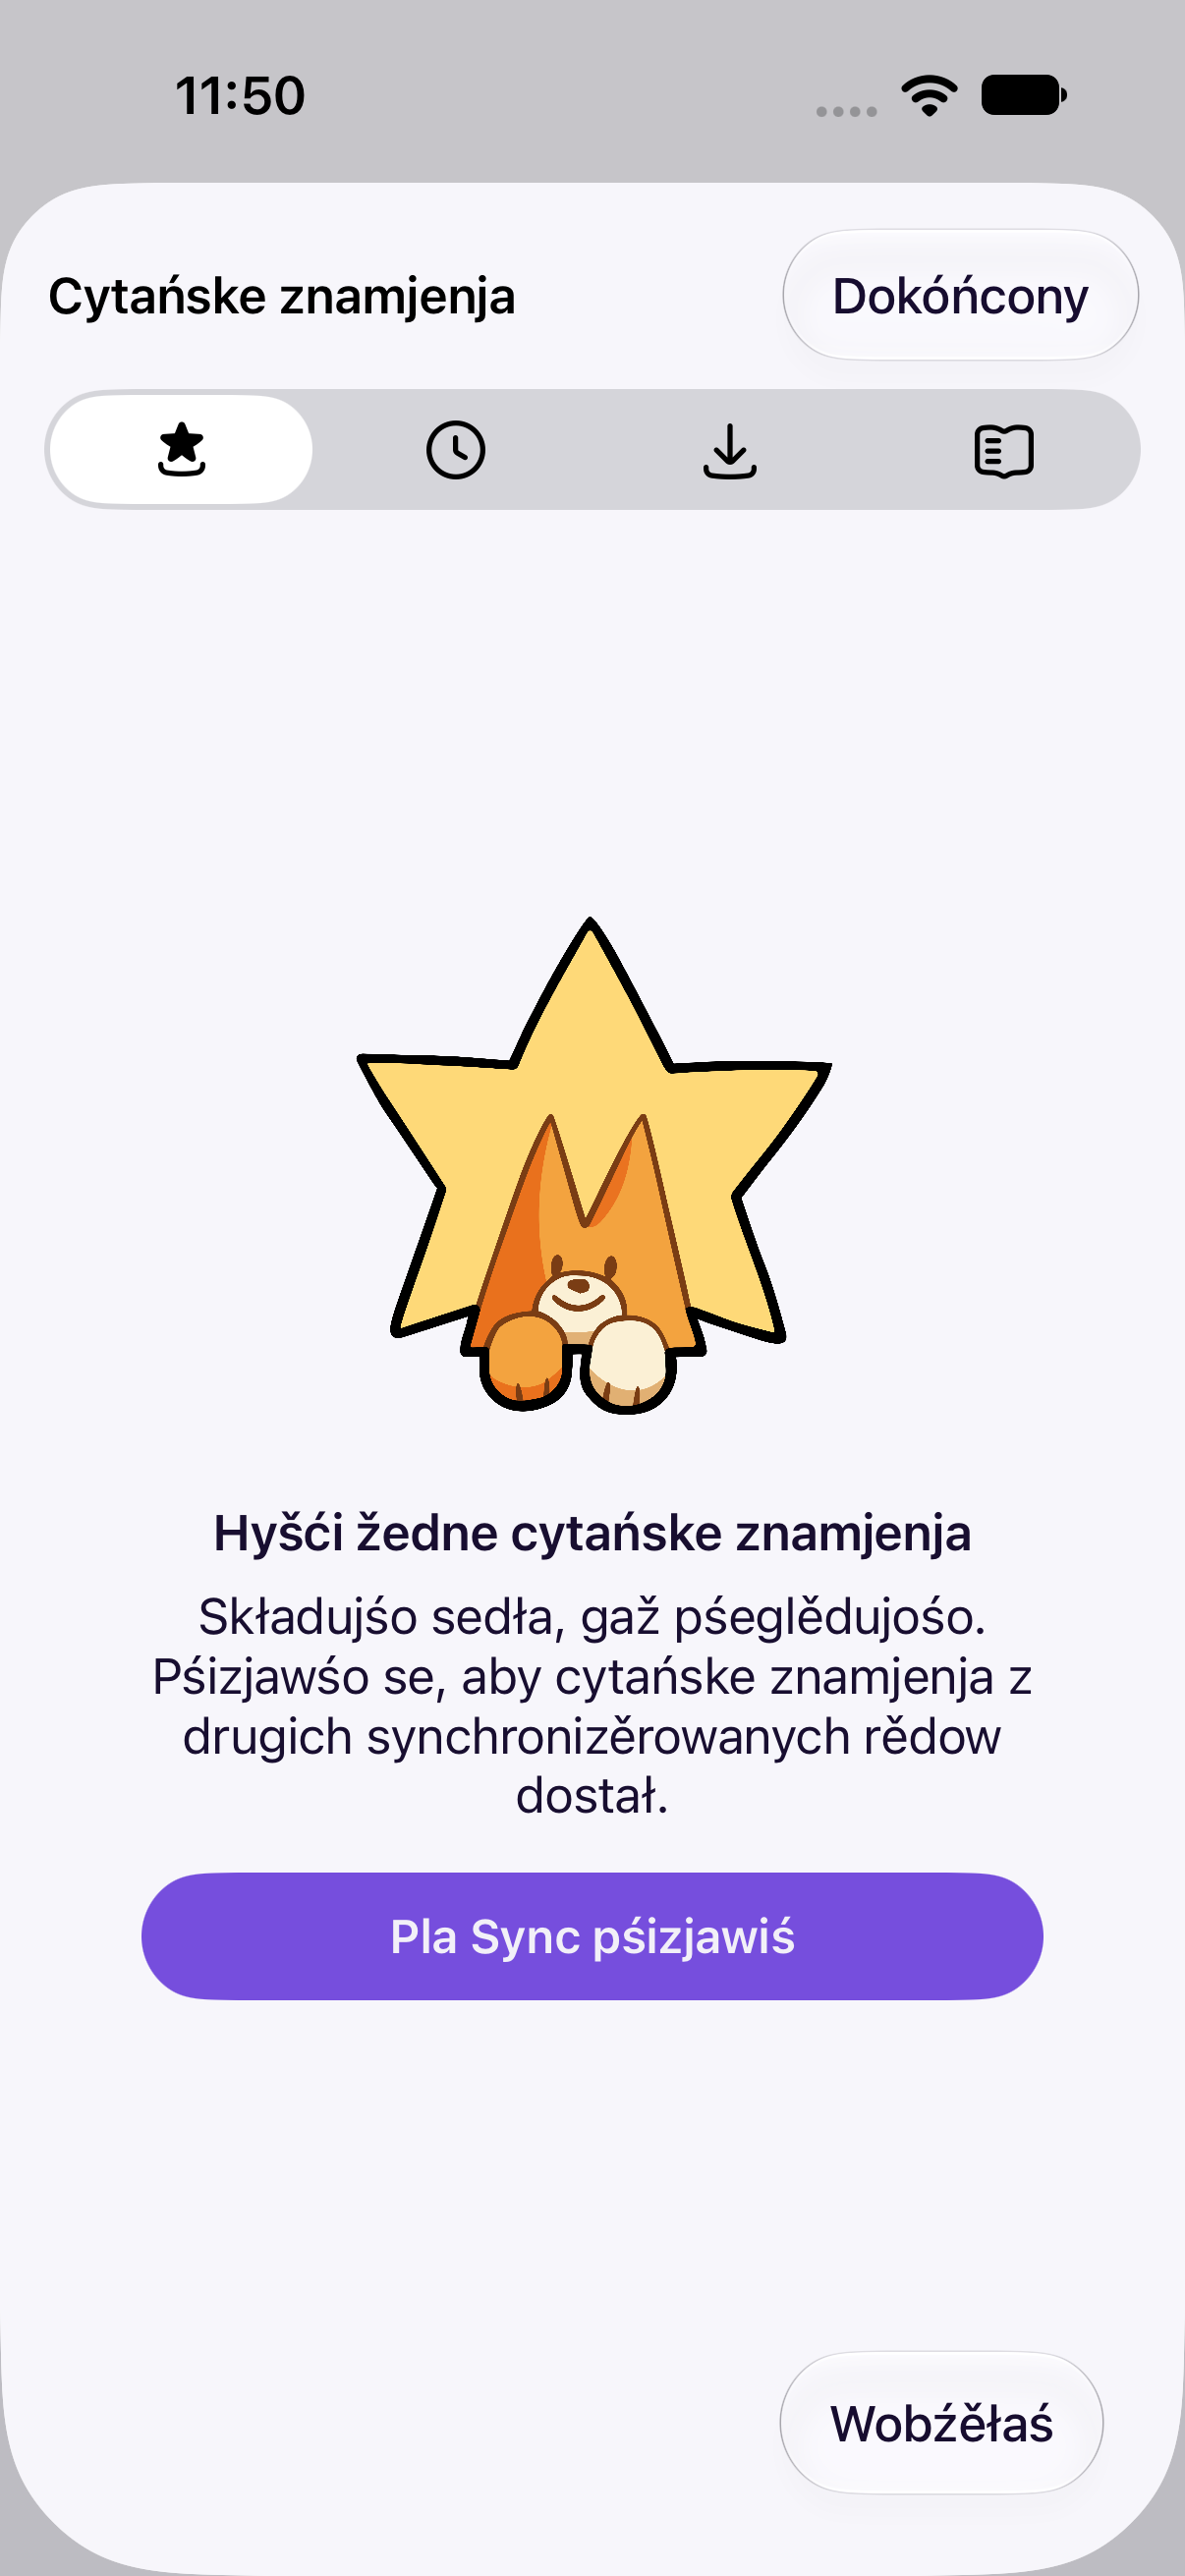 11:50
Cytańske znamjenja
Dokóńcony
Hyšći žedne cytańske znamjenja
Składujśo sedła, gaž pśeglědujośo.
Pśizjawśo se, aby cytańske znamjenja z
drugich synchronizěrowanych rědow
dostał.
Pla Sync pśizjawiś
Wobźěłaś